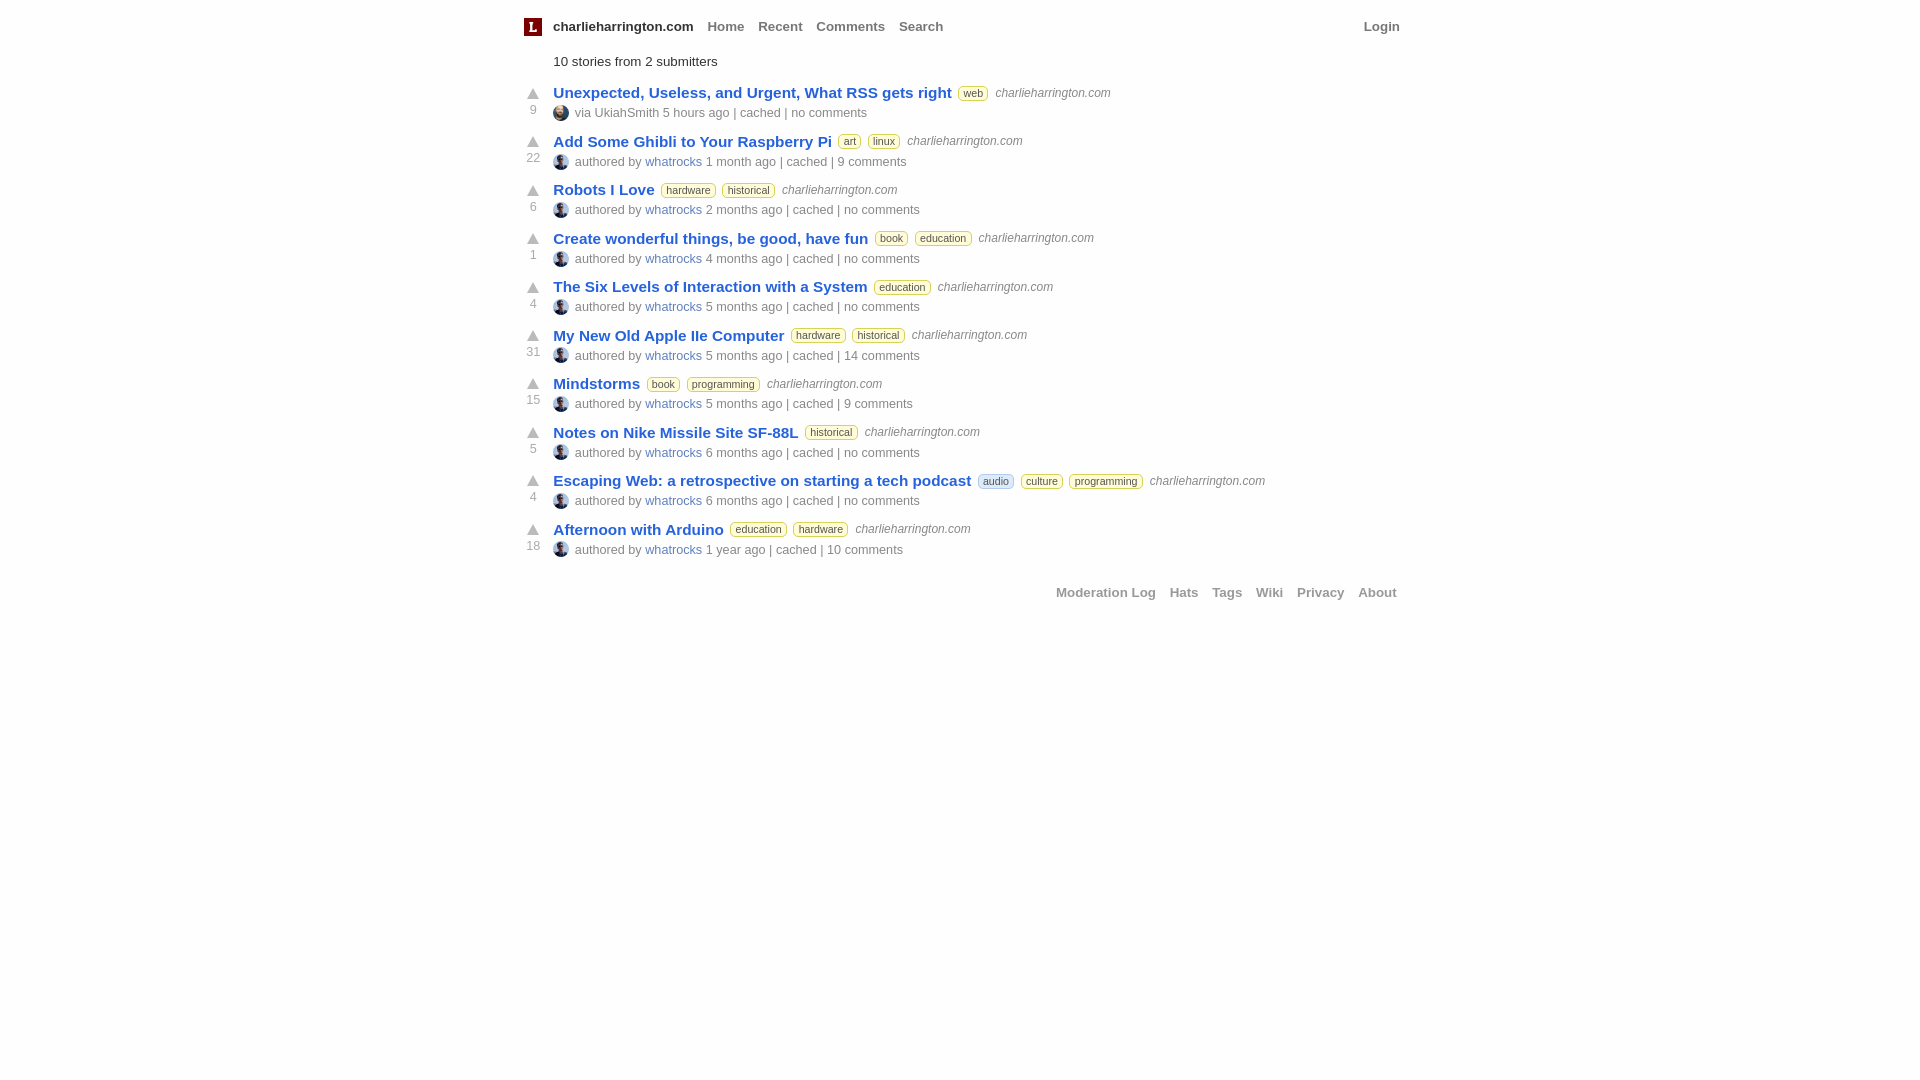 L charlieharrington.com Home Recent Comments Search Login
10 stories from 2 submitters
Unexpected, Useless, and Urgent, What RSS gets right web charlieharrington.com
9 via UkiahSmith 5 hours ago | cached | no comments
Add Some Ghibli to Your Raspberry Pi art linux charlieharrington.com
22 authored by whatrocks 1 month ago | cached | 9 comments
Robots I Love hardware historical charlieharrington.com
6 authored by whatrocks 2 months ago | cached | no comments
Create wonderful things, be good, have fun book education charlieharrington.com
1 authored by whatrocks 4 months ago | cached | no comments
The Six Levels of Interaction with a System education charlieharrington.com
4 authored by whatrocks 5 months ago | cached | no comments
My New Old Apple IIe Computer hardware historical charlieharrington.com
31 authored by whatrocks 5 months ago | cached | 14 comments
Mindstorms book programming charlieharrington.com
15 authored by whatrocks 5 months ago | cached | 9 comments
Notes on Nike Missile Site SF-88L historical charlieharrington.com
5 authored by whatrocks 6 months ago | cached | no comments
Escaping Web: a retrospective on starting a tech podcast audio culture programming charlieharrington.com
4 authored by whatrocks 6 months ago | cached | no comments
Afternoon with Arduino education hardware charlieharrington.com
18 authored by whatrocks 1 year ago | cached | 10 comments
Moderation Log Hats Tags Wiki Privacy About